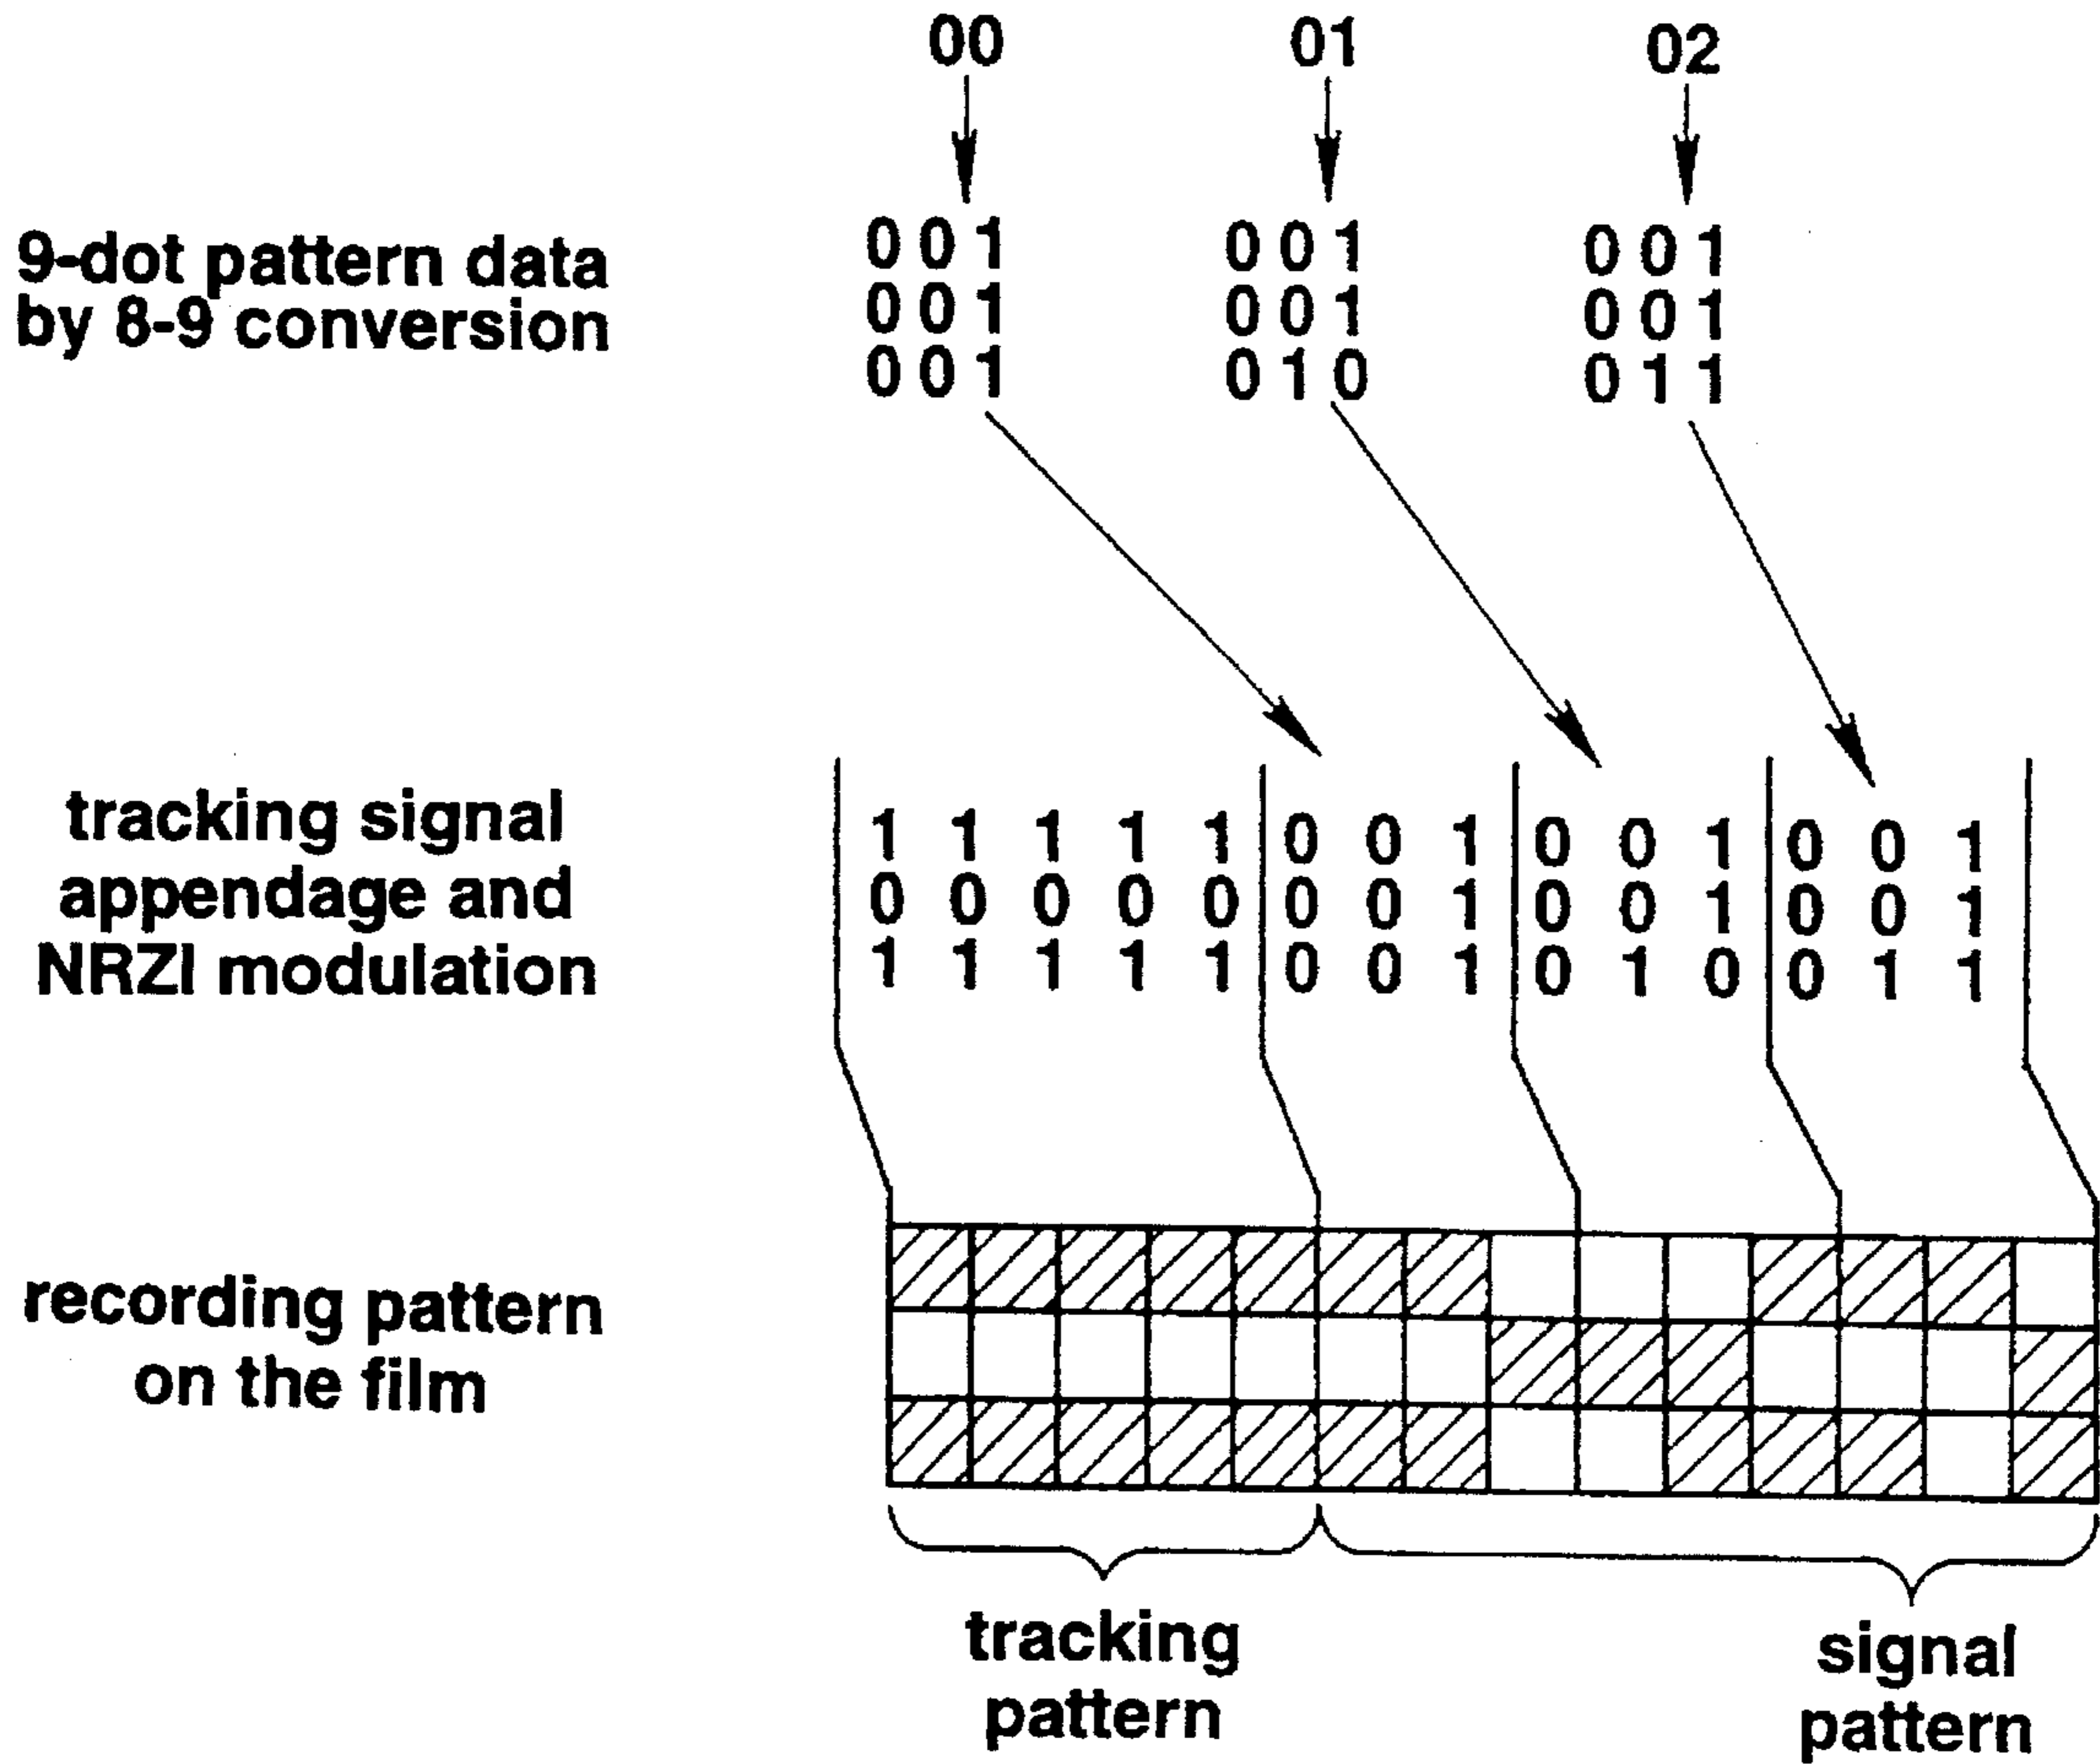 00 01 02
9-dot pattern data
by 8-9 conversion
0 0 1 0 0 1 0 0 1
0 0 1 0 0 1 0 0 1
0 0 1 0 1 0 0 1 1
tracking signal
appendage and
NRZI modulation
1 1 1 1 1 0 0 1 0 0 1 0 0 1
0 0 0 0 0 0 0 1 0 0 1 0 0 1
1 1 1 1 1 0 0 1 0 1 0 0 1 1
recording pattern
on the film
tracking
pattern
signal
pattern